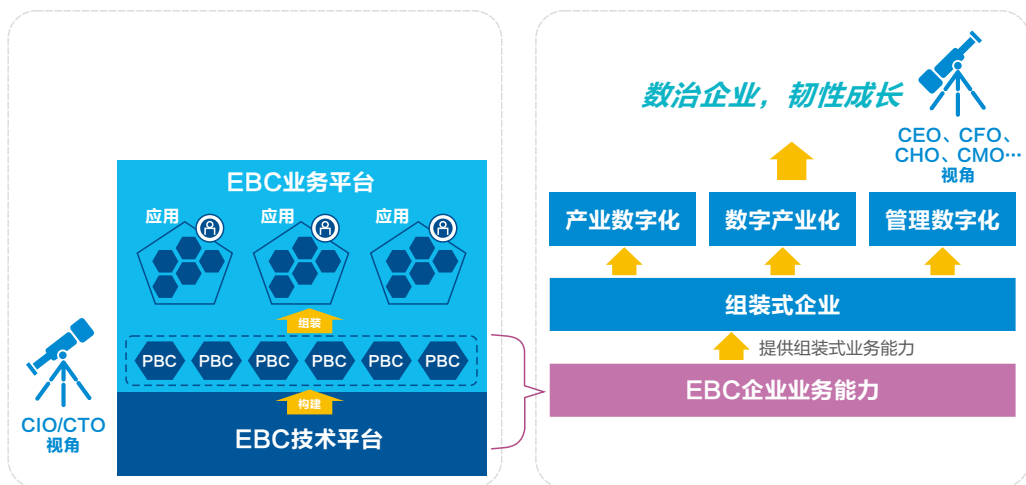 EBC业务平台
应用
应用
应用
组装
PBC
PBC
PBC
PBC
PBC
PBC
构建
EBC技术平台
CIO/CTO
视角
数治企业，韧性成长
CEO、CFO、
CHO、CMO…
视角
产业数字化
数字产业化
管理数字化
组装式企业
提供组装式业务能力
EBC企业业务能力